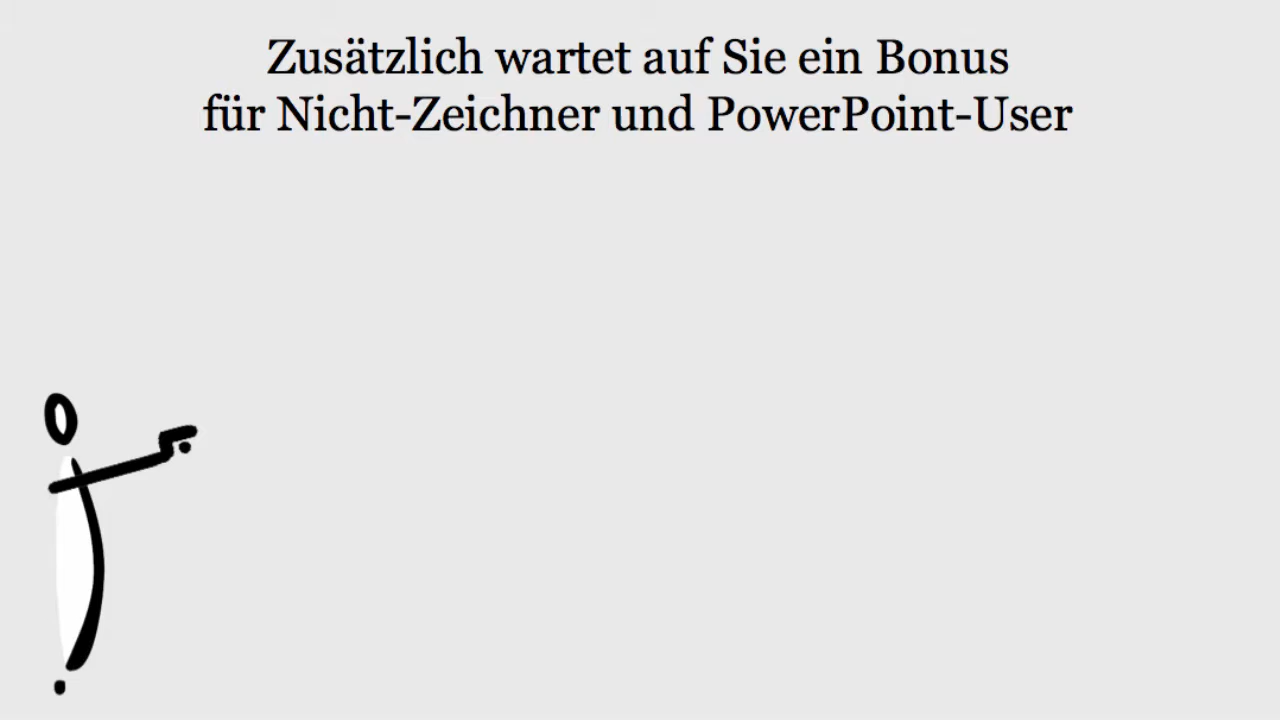 Zusätzlich wartet auf Sie ein Bonus
für Nicht-Zeichner und PowerPoint-User